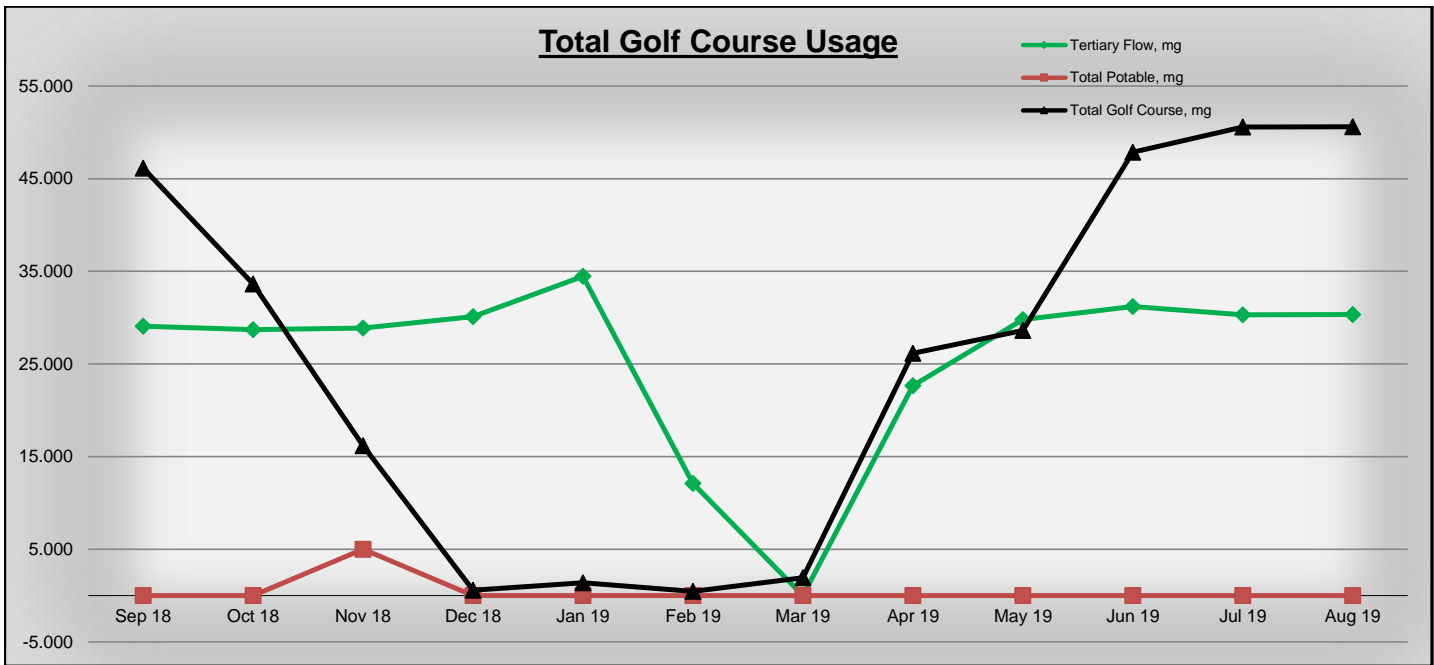 Total Golf Course Usage
Tertiary Flow, mg
Total Potable, mg
Total Golf Course, mg
55.000
45.000
35.000
25.000
15.000
5.000
-5.000
Sep 18 Oct 18 Nov 18 Dec 18 Jan 19 Feb 19 Mar 19 Apr 19 May 19 Jun 19 Jul 19 Aug 19